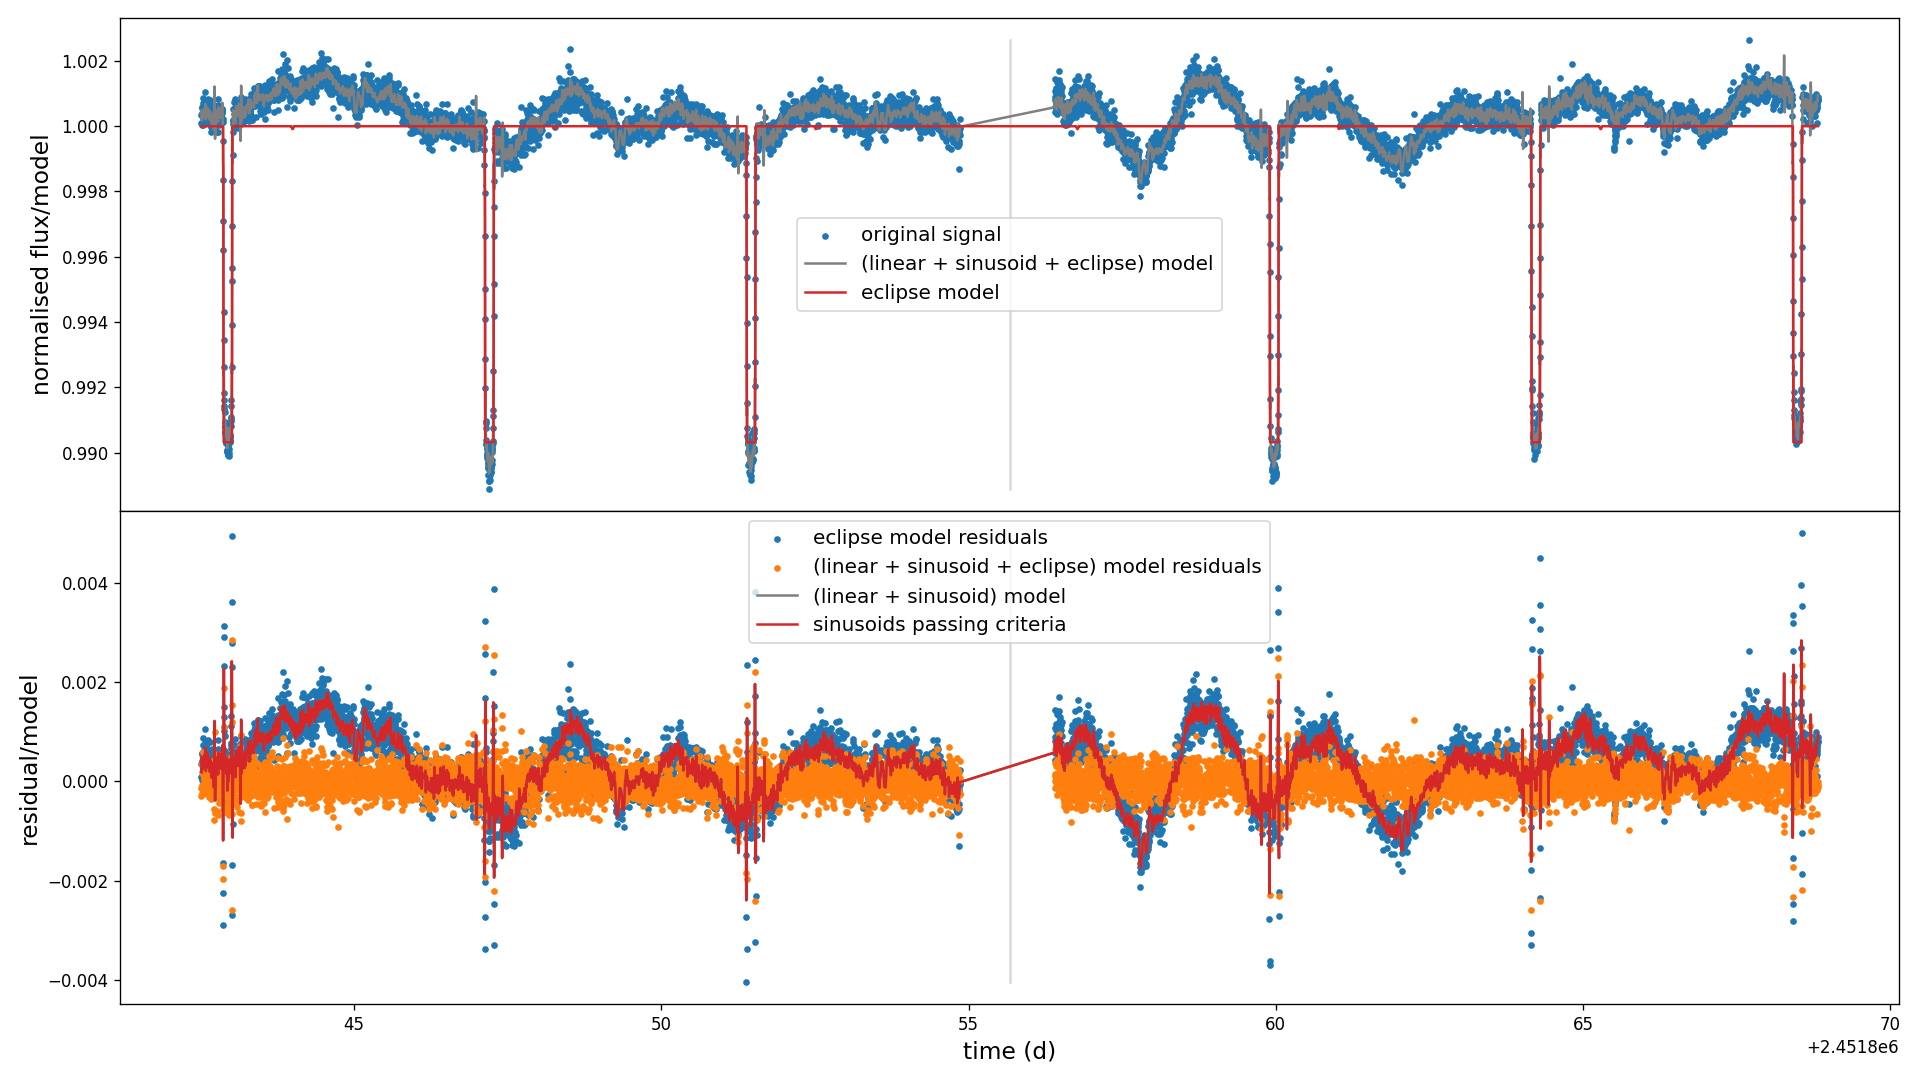 normalised flux/model
1.002
1.000
0.998
0.996
0.994
0.992
0.990
original signal
(linear + sinusoid + eclipse) model
eclipse model
residual/model
0.004
0.002
0.000
−0.002
−0.004
eclipse model residuals
(linear + sinusoid + eclipse) model residuals
(linear + sinusoid) model
sinusoids passing criteria
45 50 55 60 65 70
+2.4518e6
time (d)